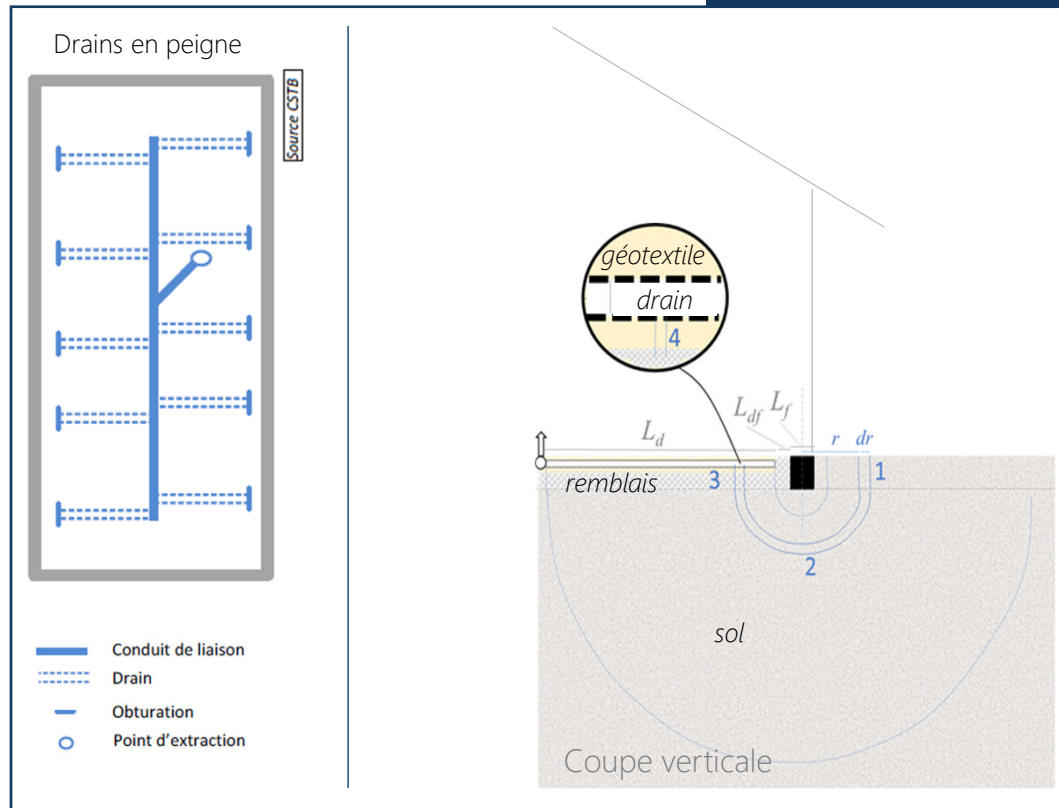 Drains en peigne
Source CSTB
Conduit de liaison
Drain
Obturation
Point d'extraction
géotextile
drain
4
L_d
L_df
L_f
r
dr
remblais
3
1
2
sol
Coupe verticale